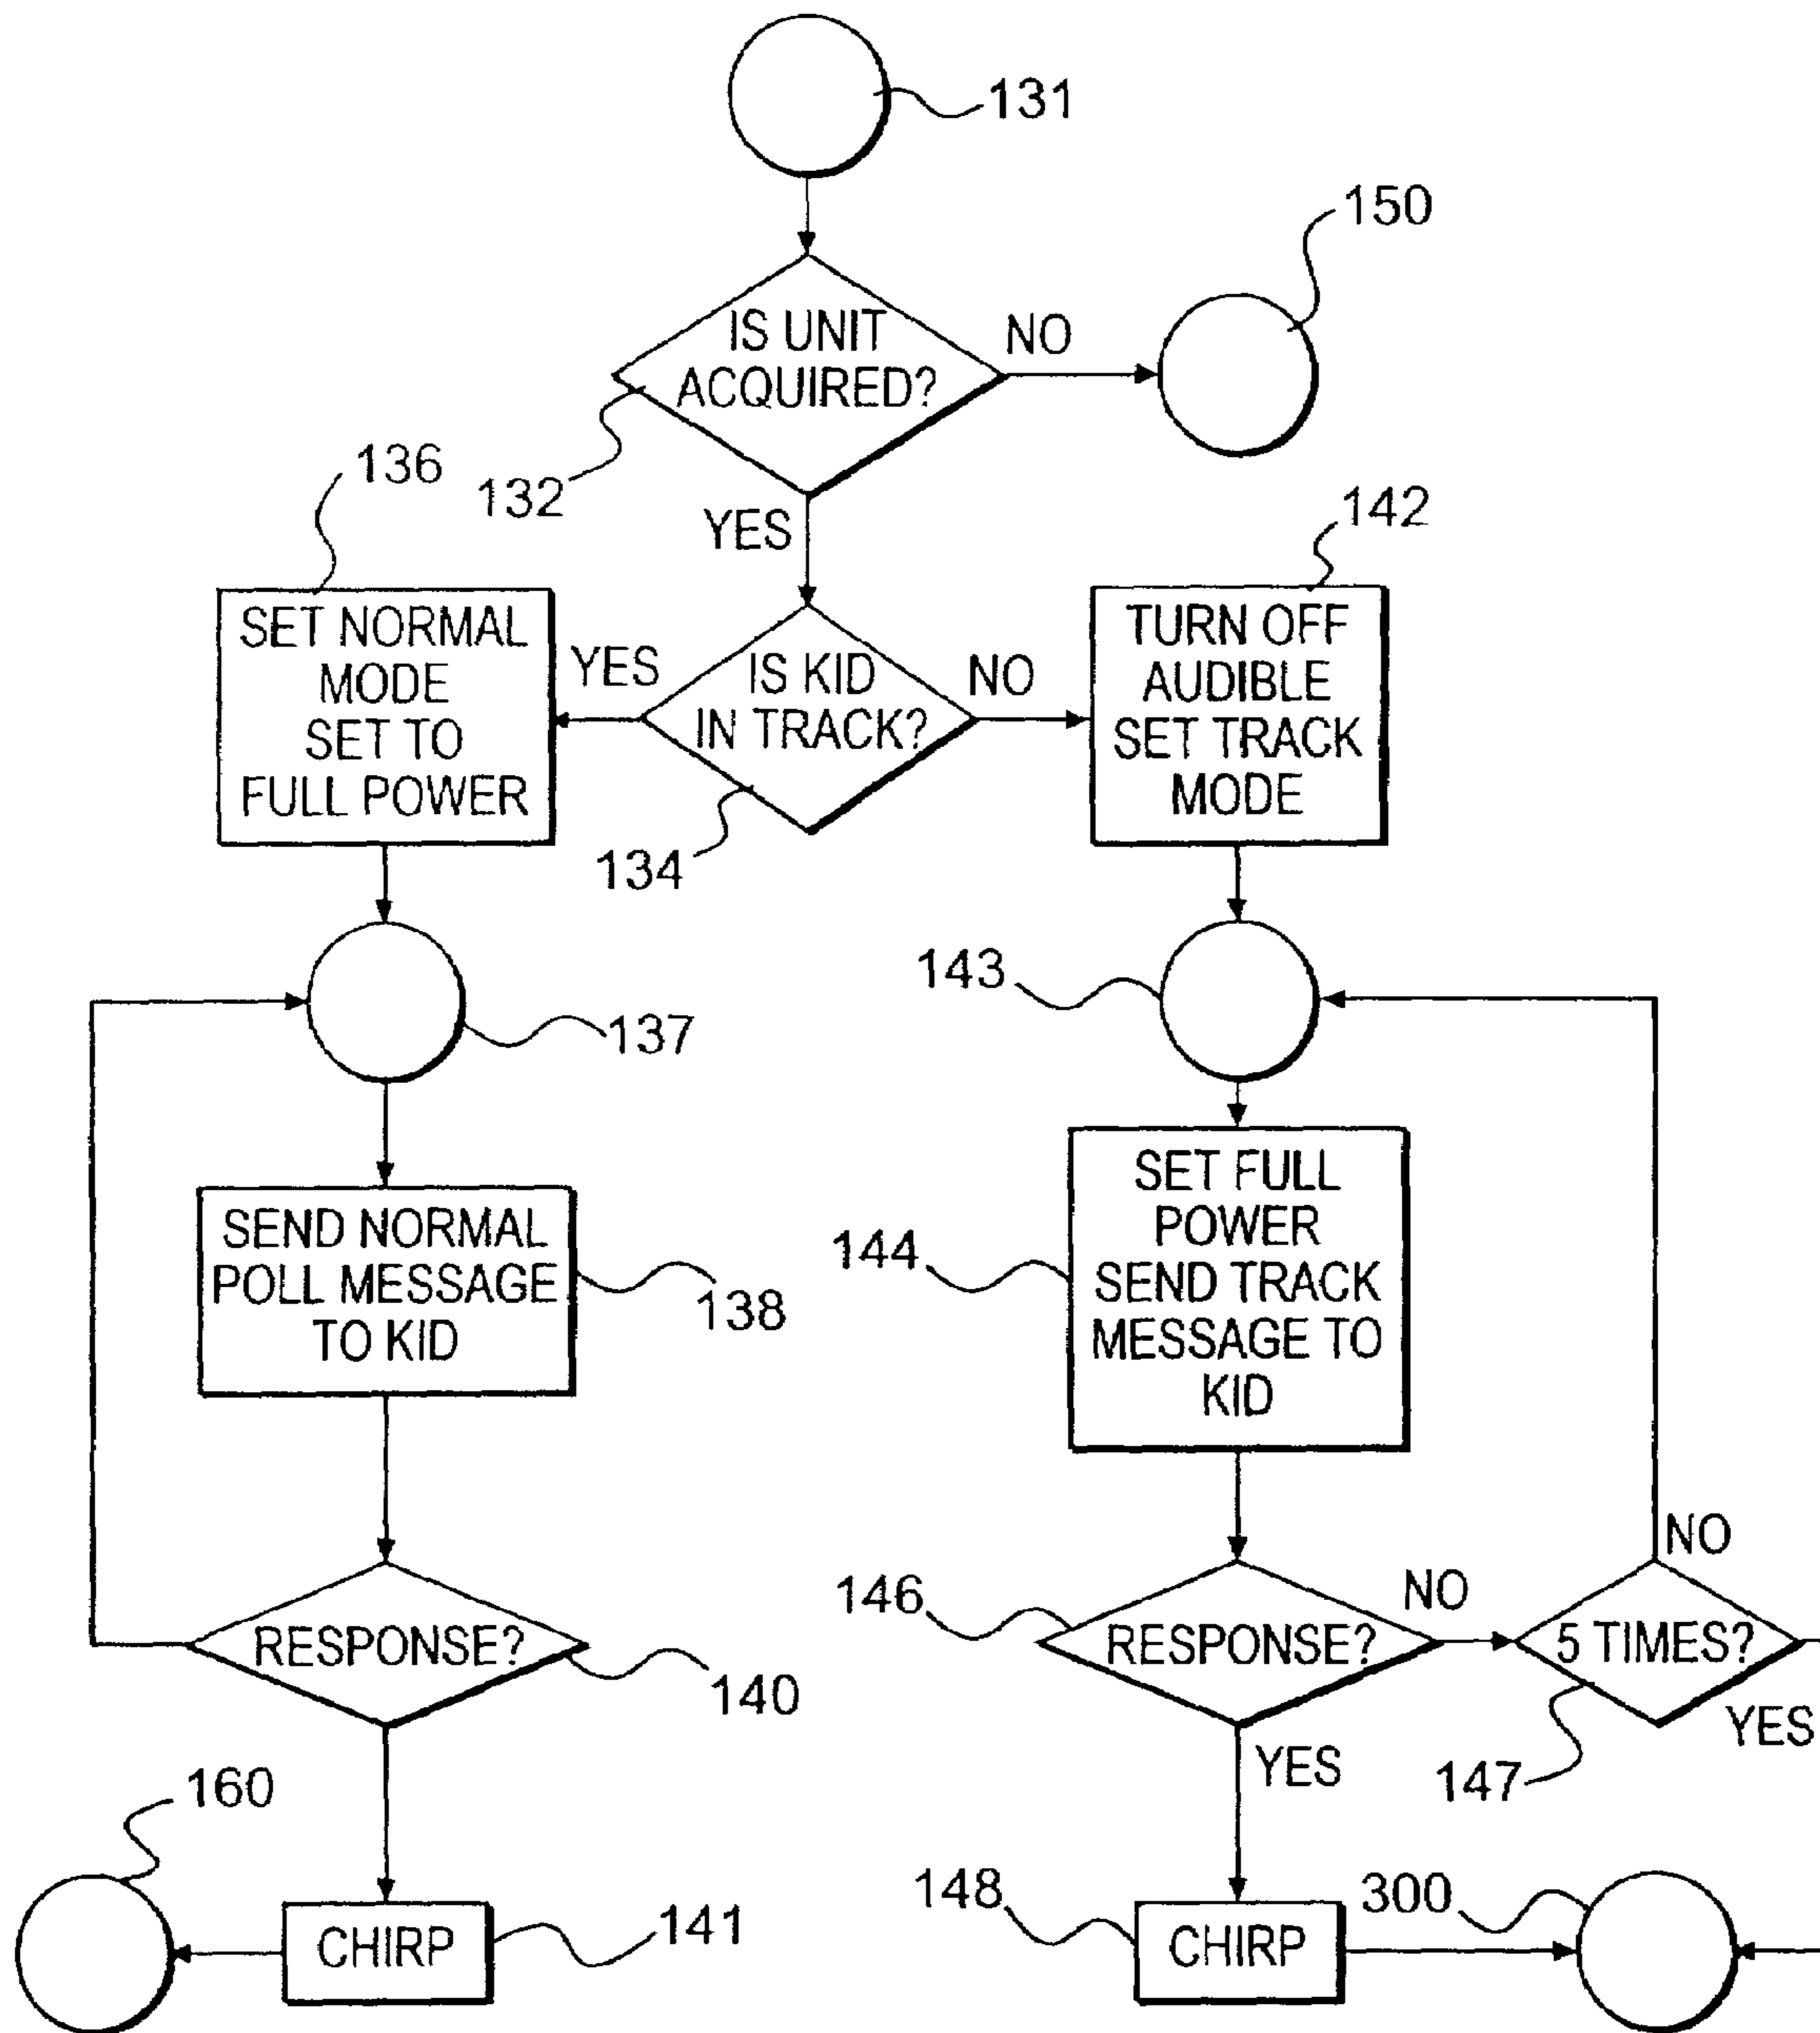 131
150
IS UNIT
ACQUIRED?
NO
132
YES
136
142
SET NORMAL
MODE
SET TO
FULL POWER
YES
IS KID
IN TRACK?
NO
TURN OFF
AUDIBLE
SET TRACK
MODE
134
137
143
SEND NORMAL
POLL MESSAGE
TO KID
138
144
SET FULL
POWER
SEND TRACK
MESSAGE TO
KID
RESPONSE?
140
146
RESPONSE?
NO
5 TIMES?
NO
YES
147
YES
160
CHIRP
141
148
CHIRP
300